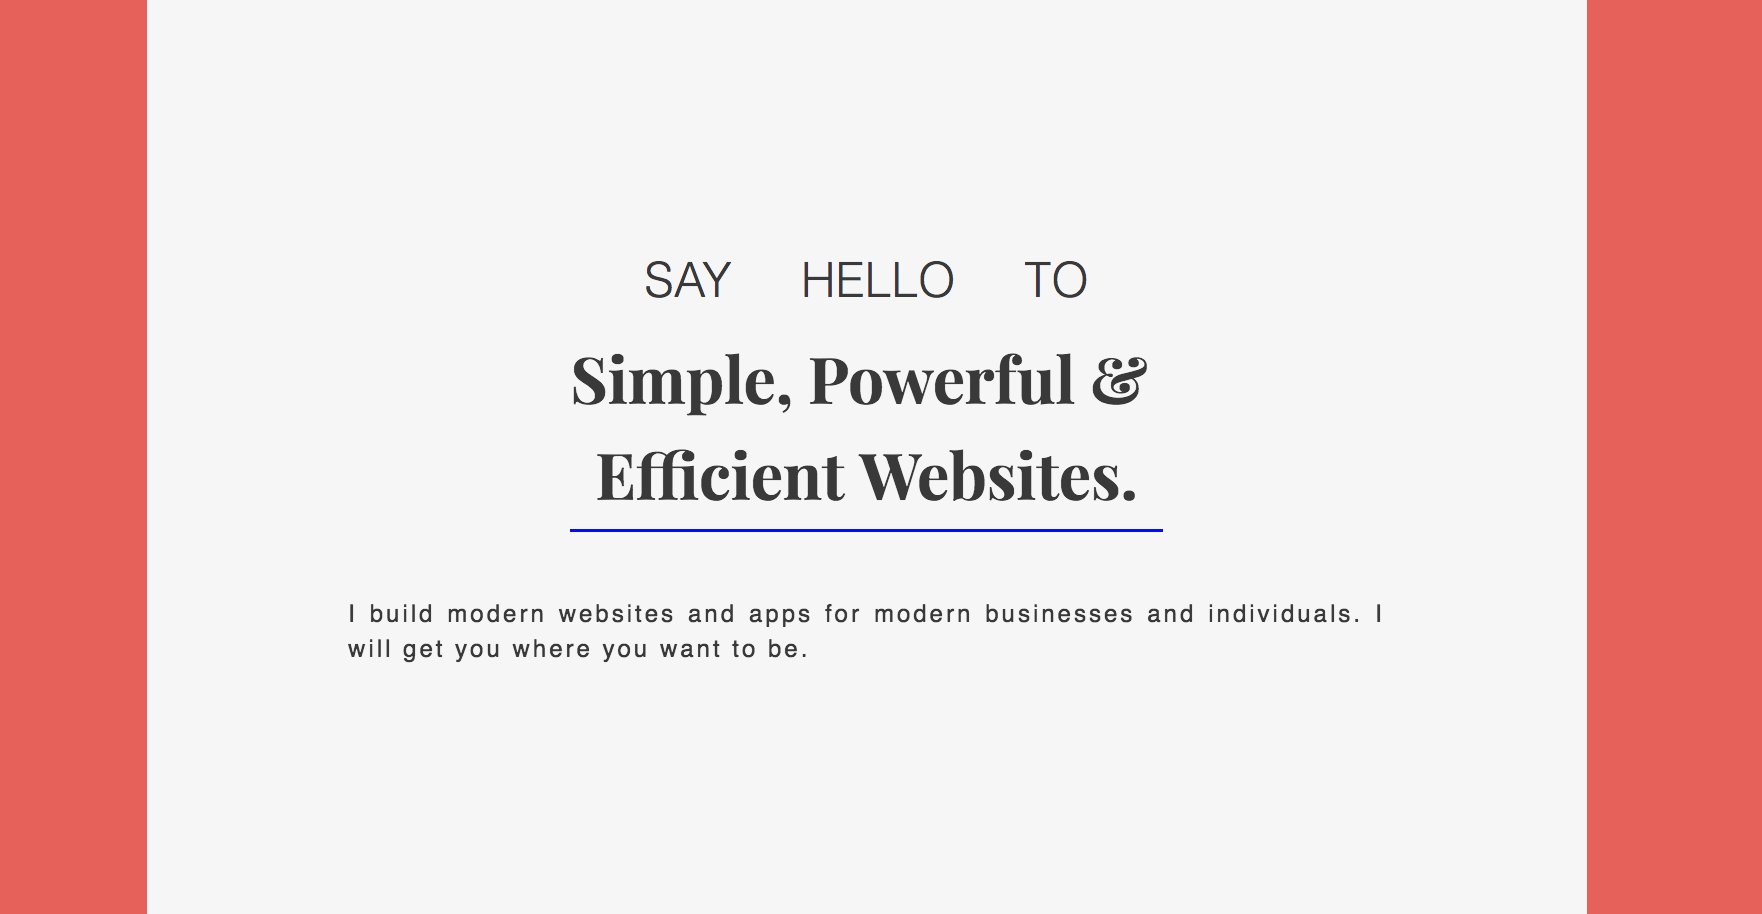 SAY HELLO TO
Simple, Powerful &
Efficient Websites.
I build modern websites and apps for modern businesses and individuals. I
will get you where you want to be.